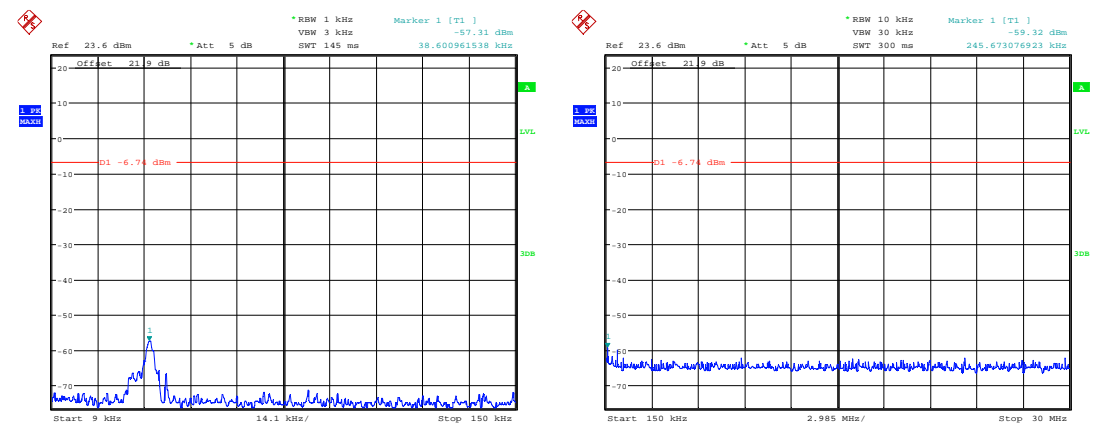 R S
* RBW 1 kHz Marker 1 [T1 ]
VBW 3 kHz -57.31 dBm
Ref 23.6 dBm * Att 5 dB SWT 145 ms 38.600961538 kHz
Offset 21.9 dB
20
A
1 PK
MAXH
10
LVL
0
D1 -6.74 dBm
-10
-20
-30
3DB
-40
-50
1
-60
-70
Start 9 kHz 14.1 kHz/ Stop 150 kHz
R S
* RBW 10 kHz Marker 1 [T1 ]
VBW 30 kHz -59.32 dBm
Ref 23.6 dBm * Att 5 dB SWT 300 ms 245.673076923 kHz
Offset 21.9 dB
20
A
1 PK
MAXH
10
LVL
0
D1 -6.74 dBm
-10
-20
-30
3DB
-40
-50
1
-60
-70
Start 150 kHz 2.985 MHz/ Stop 30 MHz